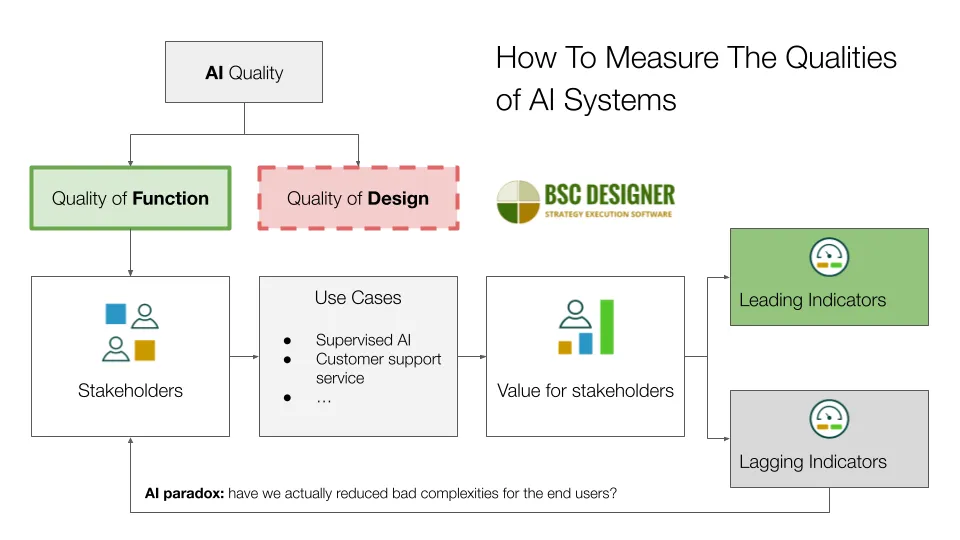 How To Measure The Qualities
of AI Systems
AI Quality
Quality of Function
Quality of Design
BSC DESIGNER
STRATEGY EXECUTION SOFTWARE
Stakeholders
Use Cases
● Supervised AI
● Customer support
service
● …
Value for stakeholders
Leading Indicators
Lagging Indicators
AI paradox: have we actually reduced bad complexities for the end users?